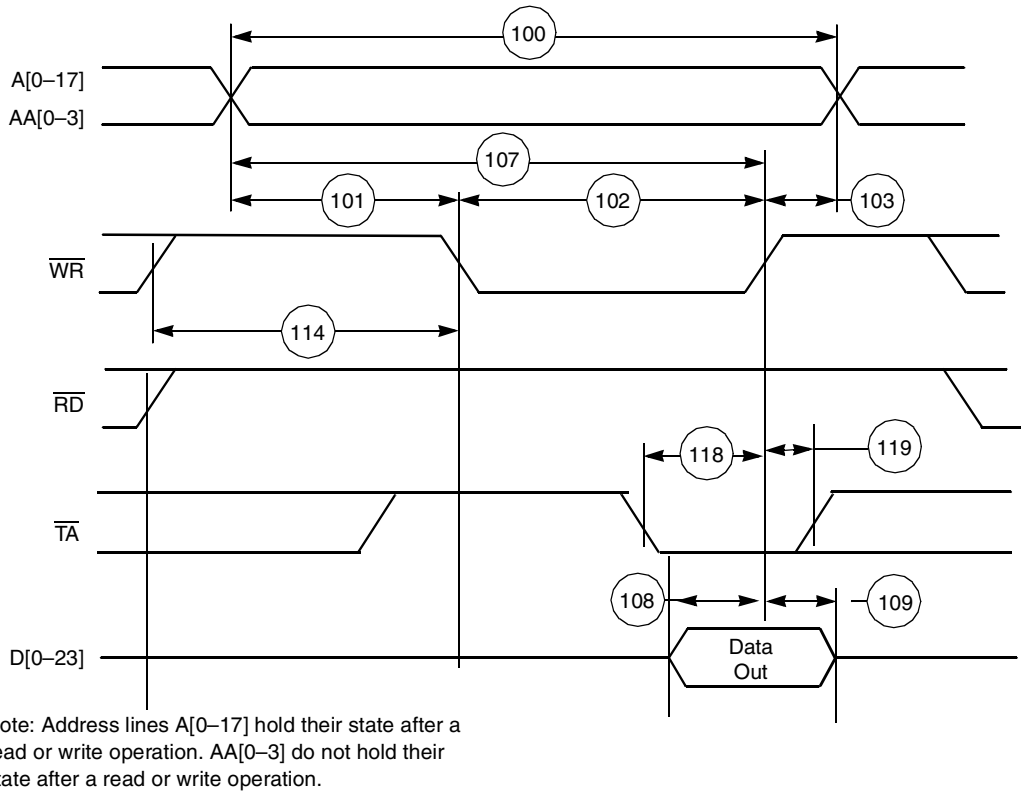 100
A[0–17]
AA[0–3]
107
101
102
103
WR
114
RD
118
119
TA
108
109
D[0–23]
Data
Out
ote: Address lines A[0–17] hold their state after a
ead or write operation. AA[0–3] do not hold their
tate after a read or write operation.